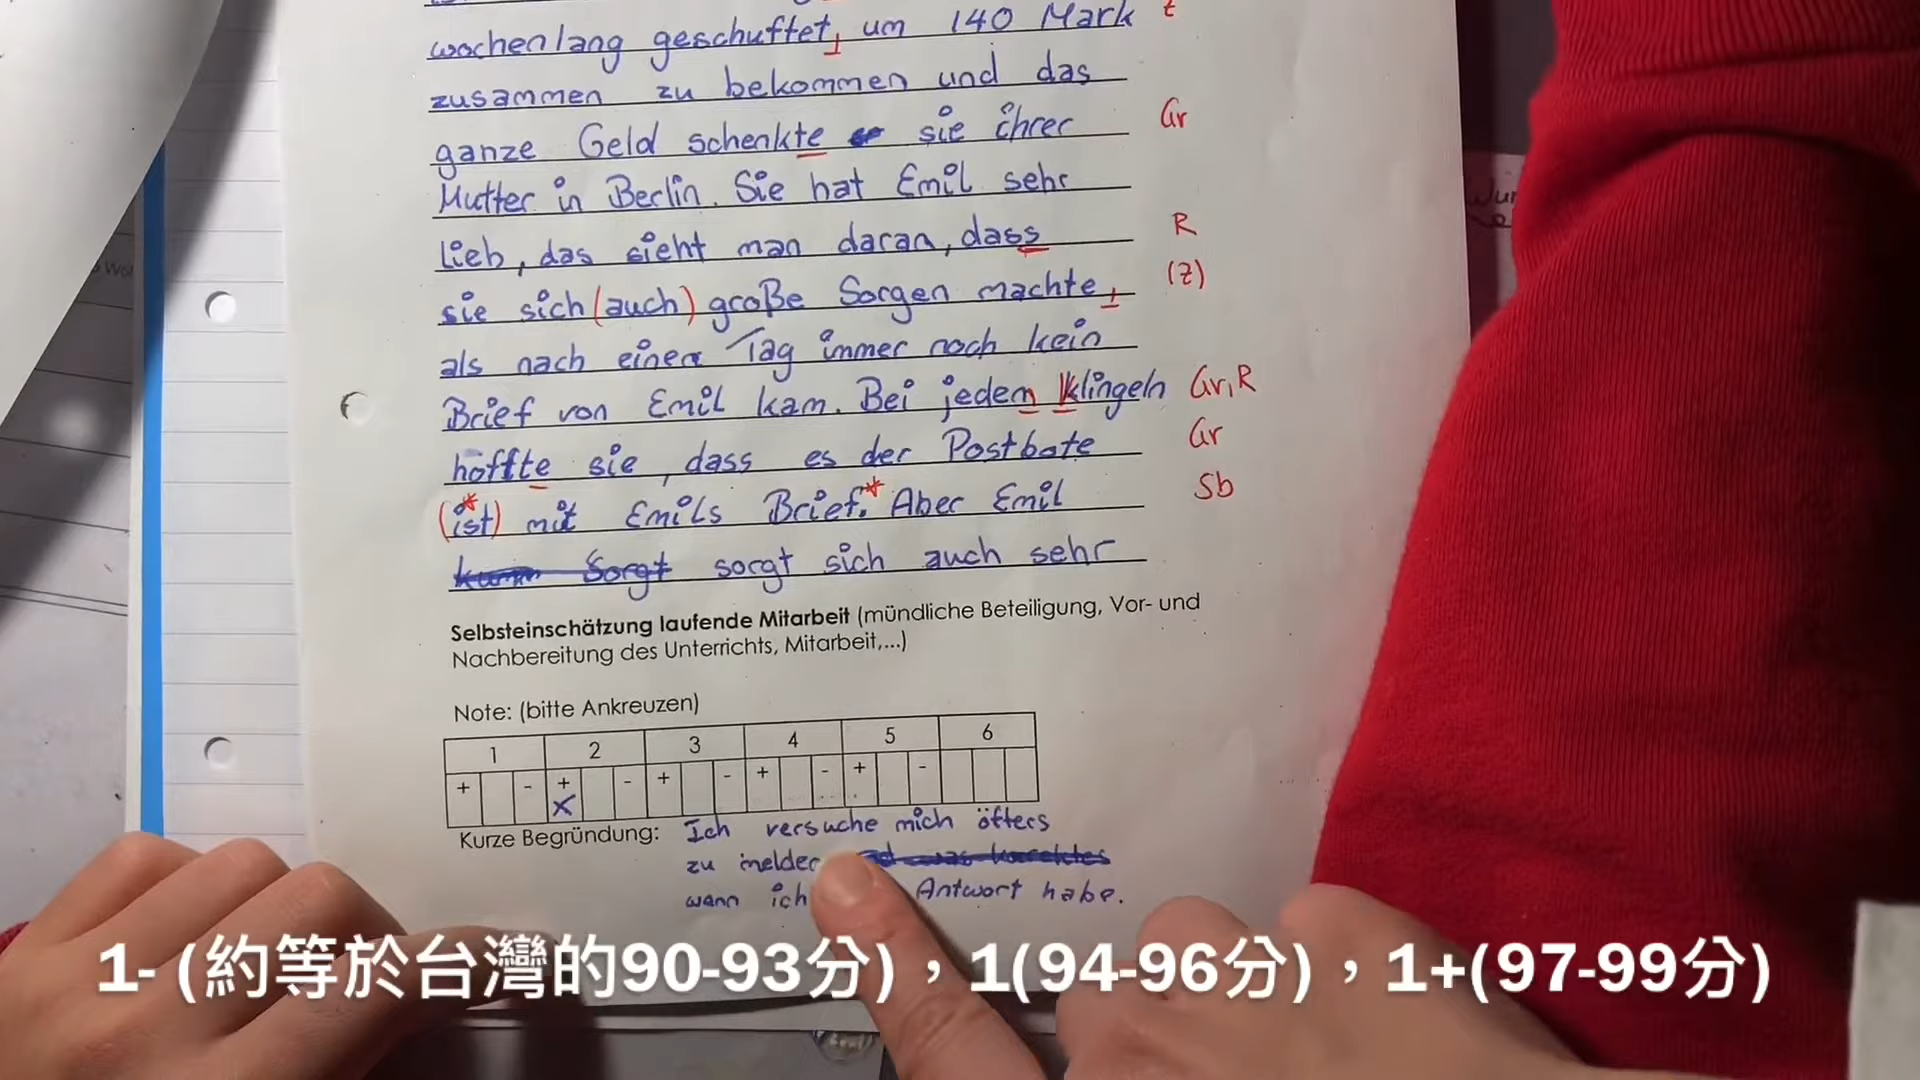 wochenlang geschuftet, um 140 Mark t
zusammen zu bekommen und das
ganze Geld schenkte sie ihrer Gr
Mutter in Berlin. Sie hat Emil sehr
lieb, das sieht man daran, dass R
sie sich (auch) große Sorgen machte, (Z)
als nach einen Tag immer noch kein
Brief von Emil kam. Bei jedem klingeln Gr, R
hoffte sie, dass es der Postbote Gr
(*ist) mit Emils Brief.* Aber Emil Sb
Sorgt sorgt sich auch sehr
Selbsteinschätzung laufende Mitarbeit (mündliche Beteiligung, Vor- und
Nachbereitung des Unterrichts, Mitarbeit,...)
Note: (bitte Ankreuzen)
1 2 3 4 5 6
+ - + - + - + - + -
X
Kurze Begründung: Ich versuche mich öfters
zu melden
wann ich Antwort habe.
1- (約等於台灣的90-93分)，1(94-96分)，1+(97-99分)